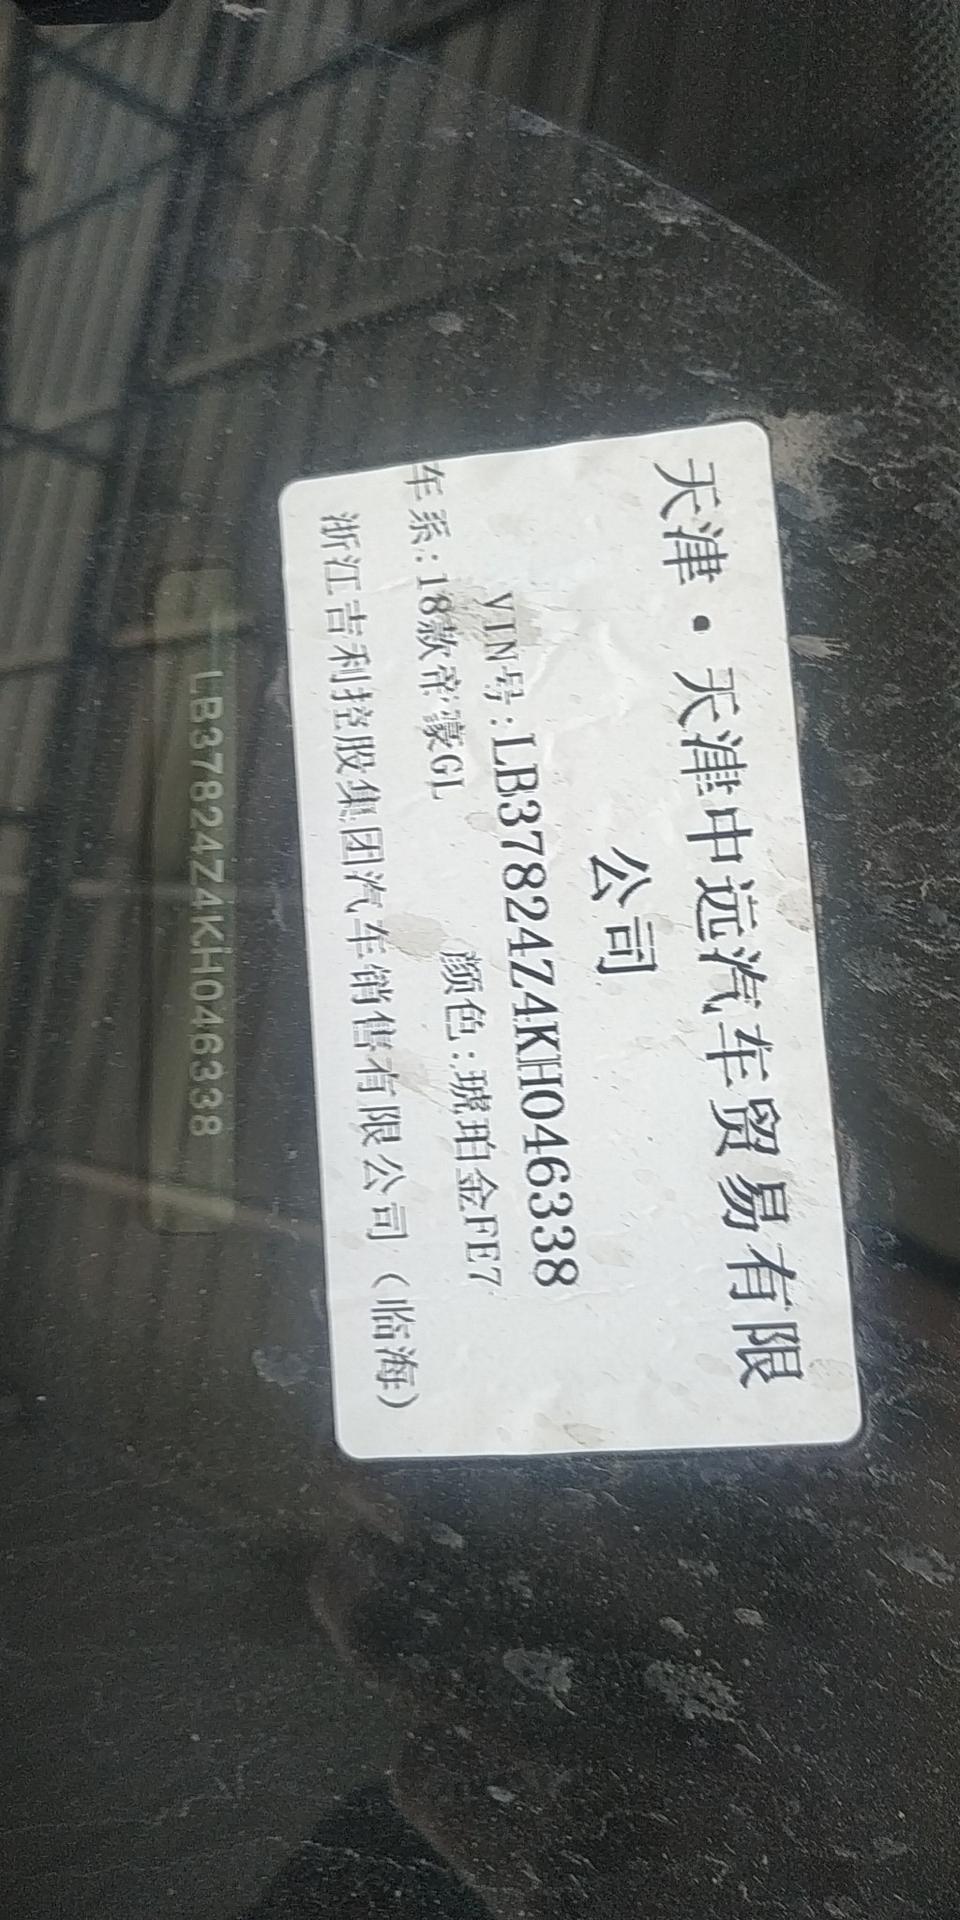 天津·天津中远汽车贸易有限
公司
VIN号:LB37824Z4KH046338
车系:18款帝豪GL 颜色:琥珀金FE7
浙江吉利控股集团汽车销售有限公司（临海）
LB37824Z4KH046338